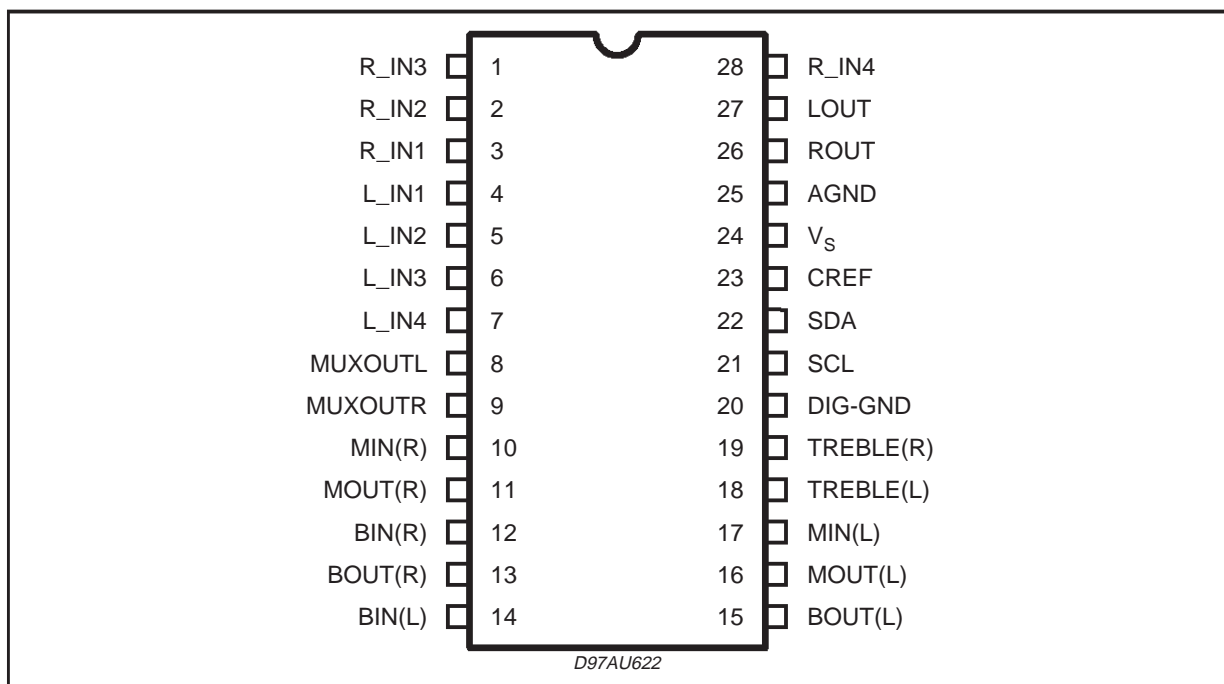 R_IN3 1 28 R_IN4
R_IN2 2 27 LOUT
R_IN1 3 26 ROUT
L_IN1 4 25 AGND
L_IN2 5 24 VS
L_IN3 6 23 CREF
L_IN4 7 22 SDA
MUXOUTL 8 21 SCL
MUXOUTR 9 20 DIG-GND
MIN(R) 10 19 TREBLE(R)
MOUT(R) 11 18 TREBLE(L)
BIN(R) 12 17 MIN(L)
BOUT(R) 13 16 MOUT(L)
BIN(L) 14 15 BOUT(L)
D97AU622